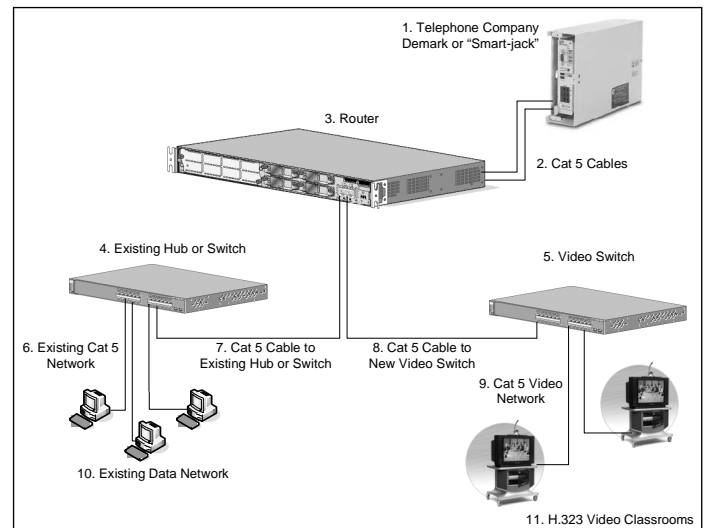 1. Telephone Company
Demark or “Smart-jack”
3. Router
2. Cat 5 Cables
4. Existing Hub or Switch
5. Video Switch
6. Existing Cat 5
Network
7. Cat 5 Cable to
Existing Hub or Switch
8. Cat 5 Cable to
New Video Switch
9. Cat 5 Video
Network
10. Existing Data Network
11. H.323 Video Classrooms